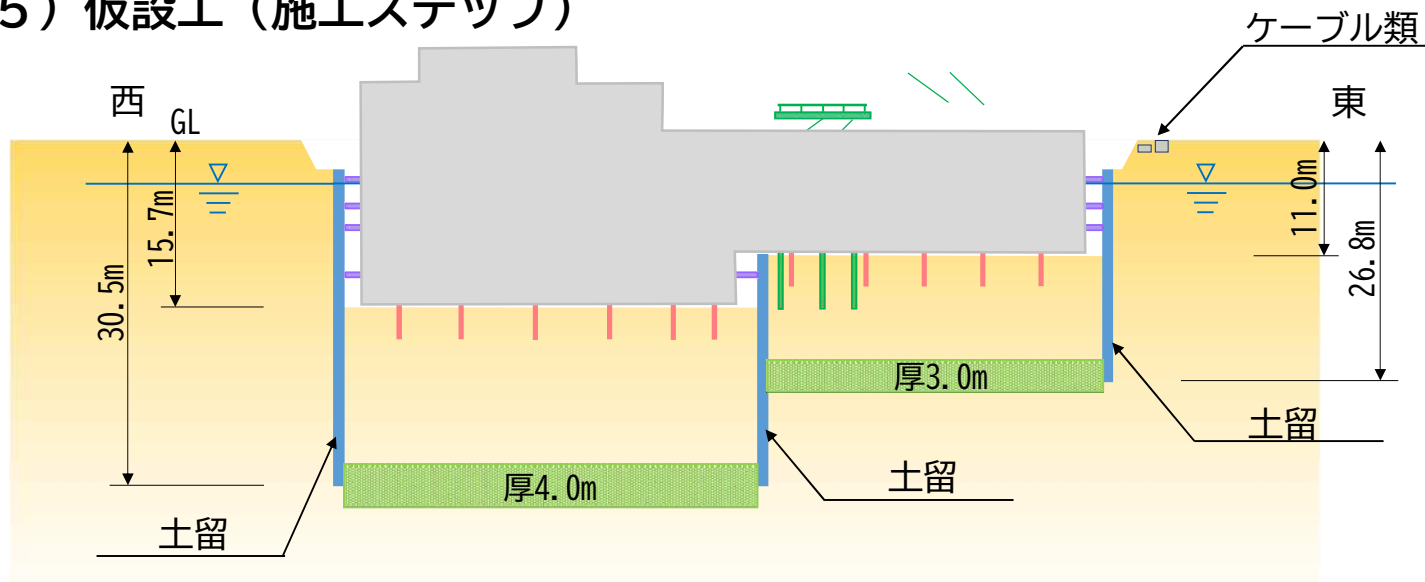 5）仮設工（施工ステップ）
ケーブル類
西
東
GL
15.7m
30.5m
11.0m
26.8m
厚3.0m
厚4.0m
土留
土留
土留